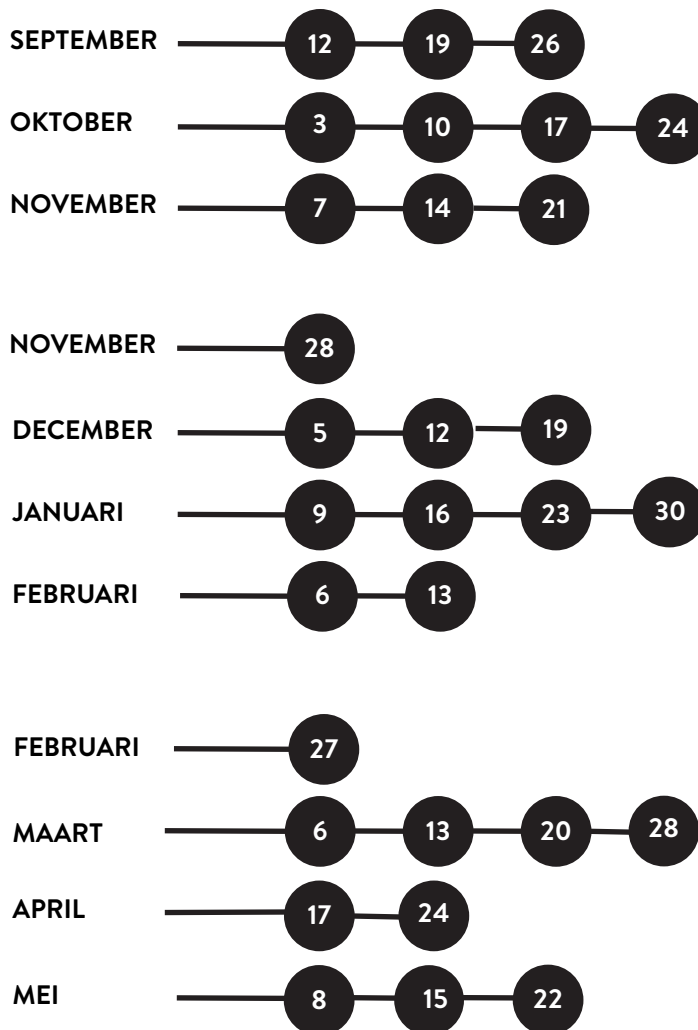 SEPTEMBER 12 19 26
OKTOBER 3 10 17 24
NOVEMBER 7 14 21
NOVEMBER 28
DECEMBER 5 12 19
JANUARI 9 16 23 30
FEBRUARI 6 13
FEBRUARI 27
MAART 6 13 20 28
APRIL 17 24
MEI 8 15 22